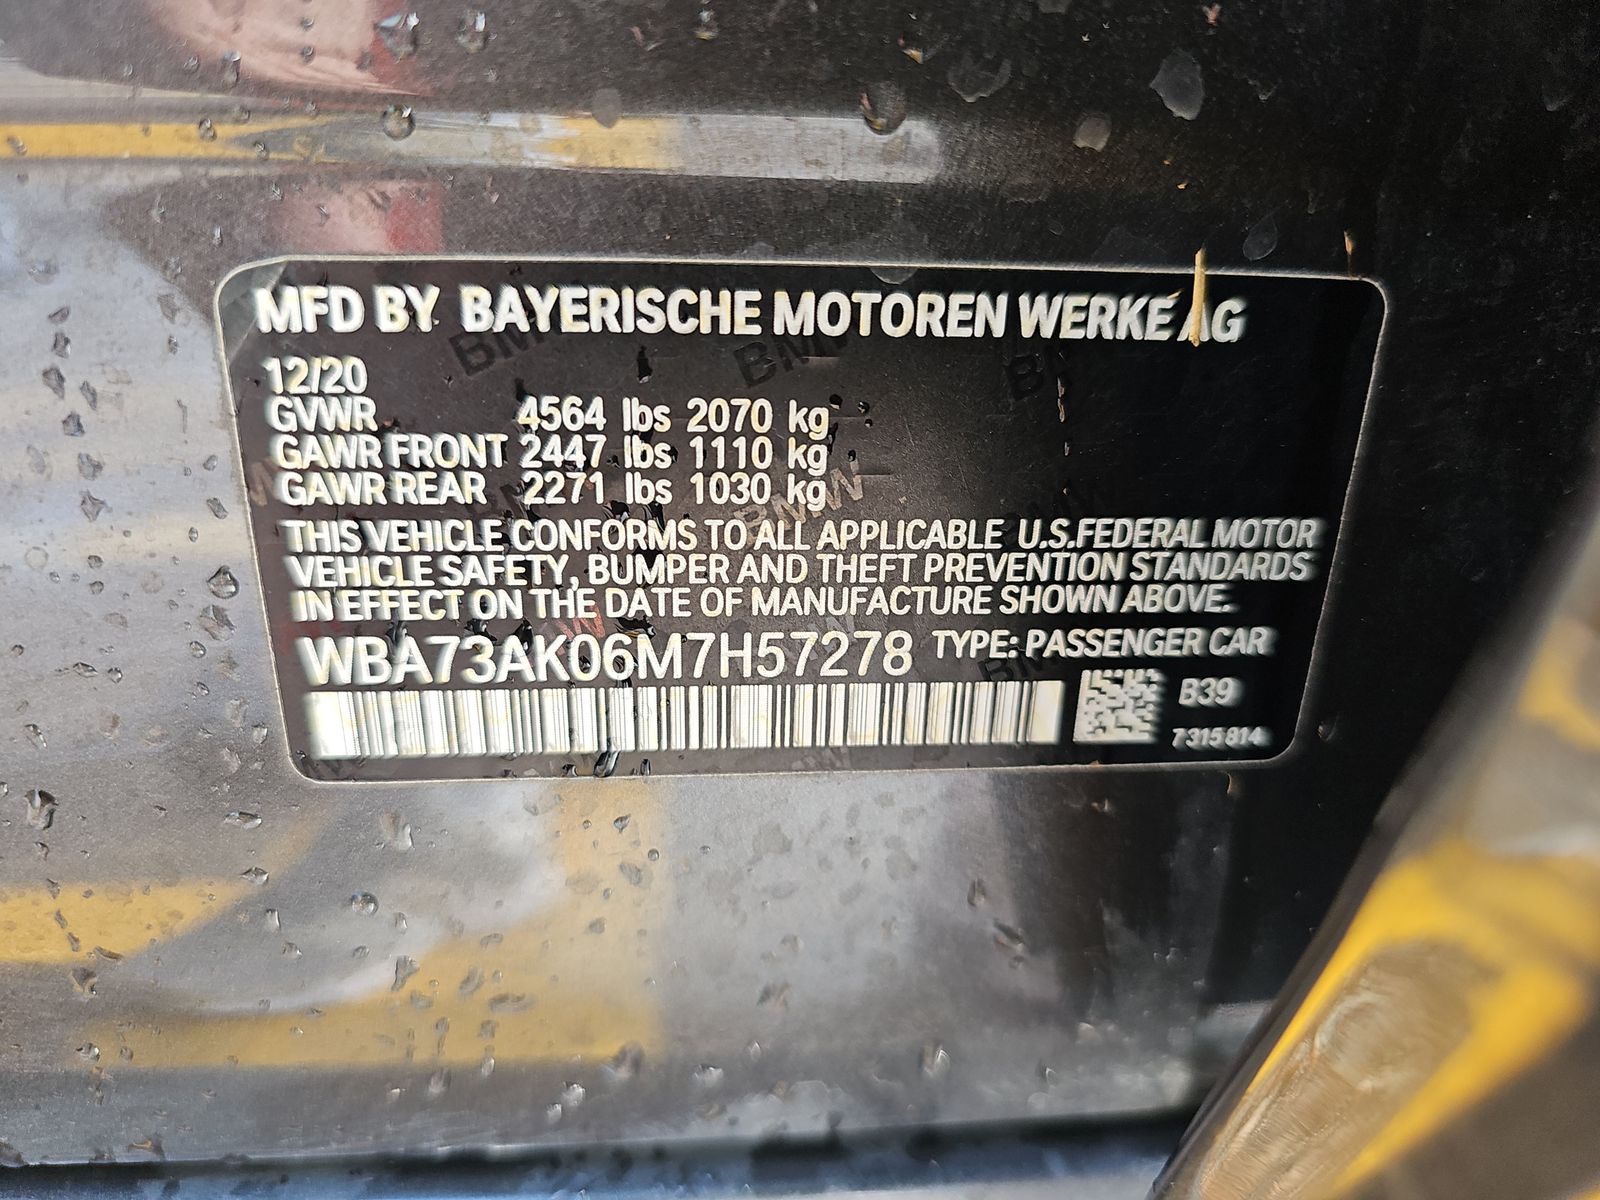 MFD BY BAYERISCHE MOTOREN WERKE AG
12/20
GVWR 4564 lbs 2070 kg
GAWR FRONT 2447 lbs 1110 kg
GAWR REAR 2271 lbs 1030 kg
THIS VEHICLE CONFORMS TO ALL APPLICABLE U.S.FEDERAL MOTOR
VEHICLE SAFETY, BUMPER AND THEFT PREVENTION STANDARDS
IN EFFECT ON THE DATE OF MANUFACTURE SHOWN ABOVE.
WBA73AK06M7H57278 TYPE: PASSENGER CAR
B39
7315814